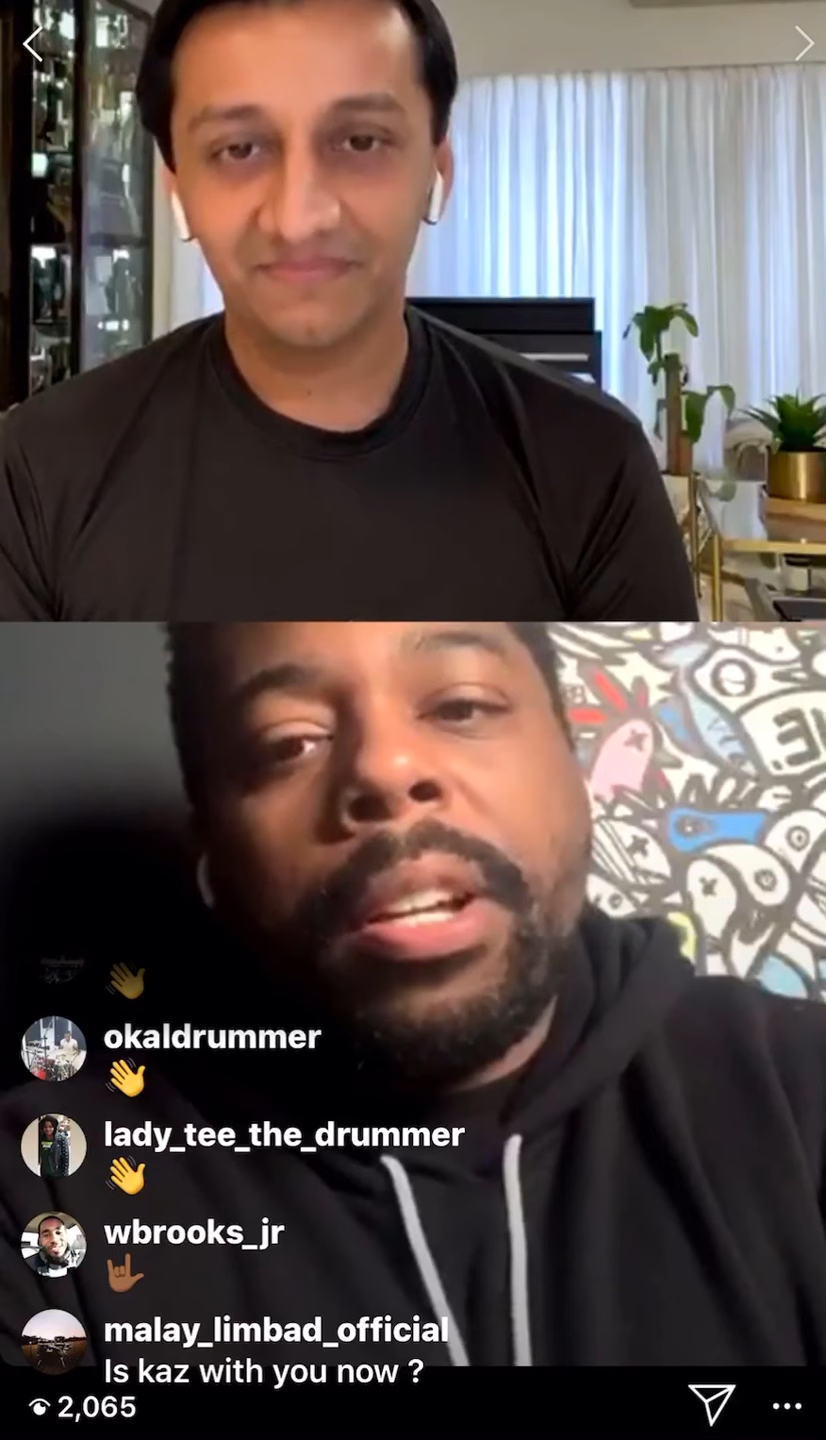 👋
okaldrummer
👋
lady_tee_the_drummer
👋
wbrooks_jr
🤟🏾
malay_limbad_official
Is kaz with you now ?
2,065